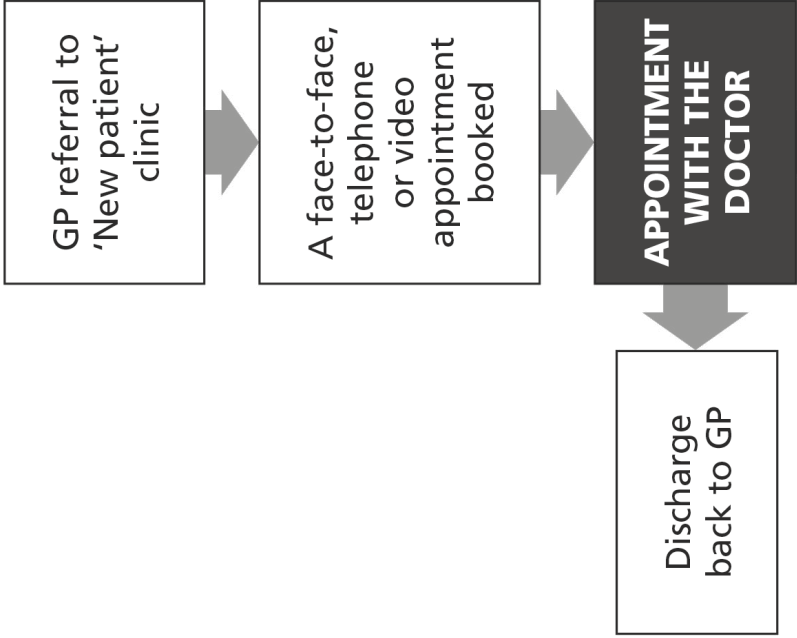 GP referral to
‘New patient’
clinic
A face-to-face,
telephone
or video
appointment
booked
APPOINTMENT
WITH THE
DOCTOR
Discharge
back to GP